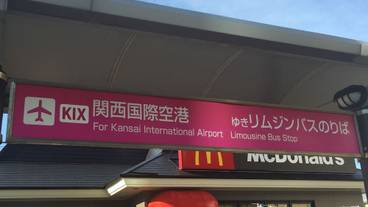 KIX 関西国際空港 ゆきリムジンバスのりば
For Kansai International Airport Limousine Bus Stop
McDonald's